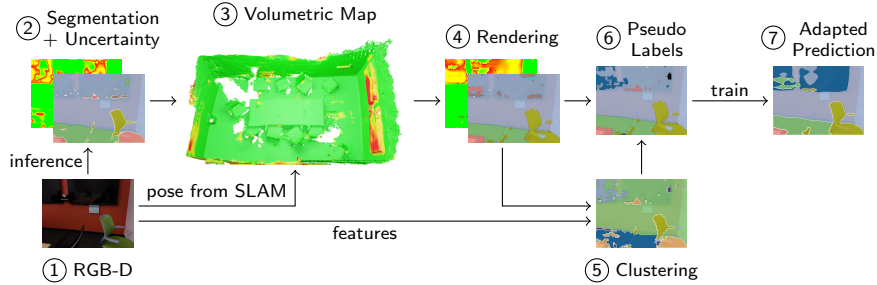 ② Segmentation
+ Uncertainty
③ Volumetric Map
④ Rendering
⑥ Pseudo
Labels
⑦ Adapted
Prediction
train
inference
pose from SLAM
features
① RGB-D
⑤ Clustering